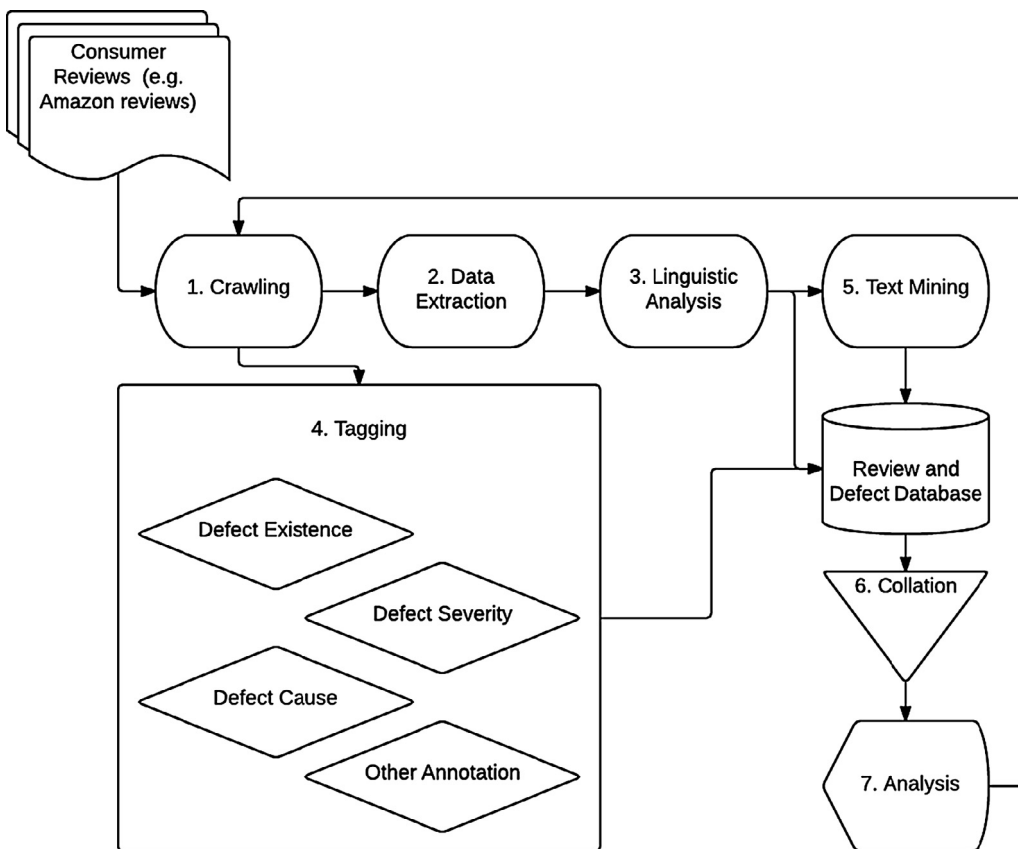 Consumer
Reviews (e.g.
Amazon reviews)
1. Crawling
2. Data
Extraction
3. Linguistic
Analysis
5. Text Mining
4. Tagging
Review and
Defect Database
Defect Existence
Defect Severity
6. Collation
Defect Cause
Other Annotation
7. Analysis